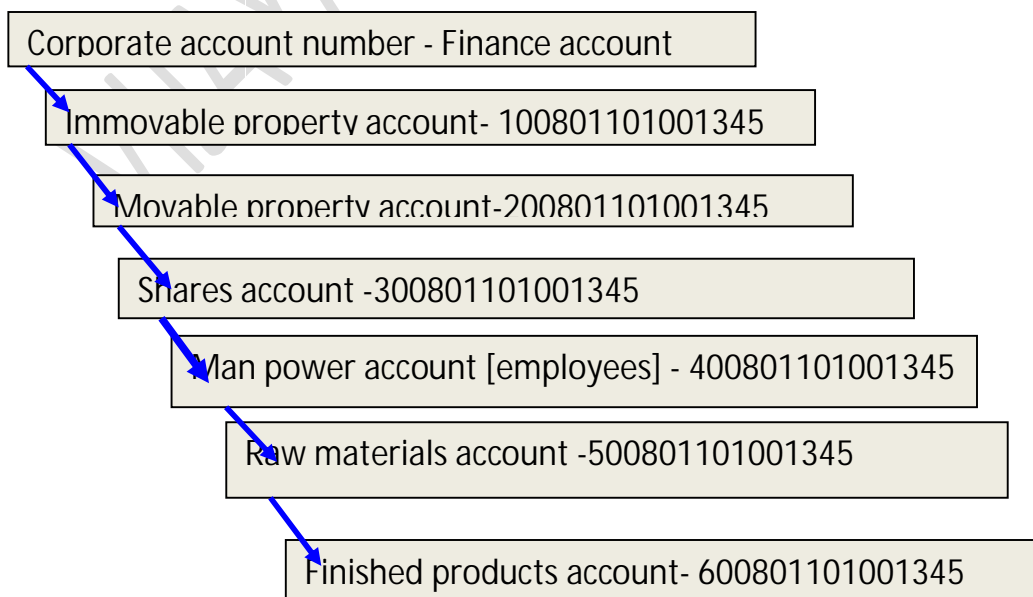 Corporate account number - Finance account
Immovable property account- 100801101001345
Movable property account-200801101001345
Shares account -300801101001345
Man power account [employees] - 400801101001345
Raw materials account -500801101001345
Finished products account- 600801101001345